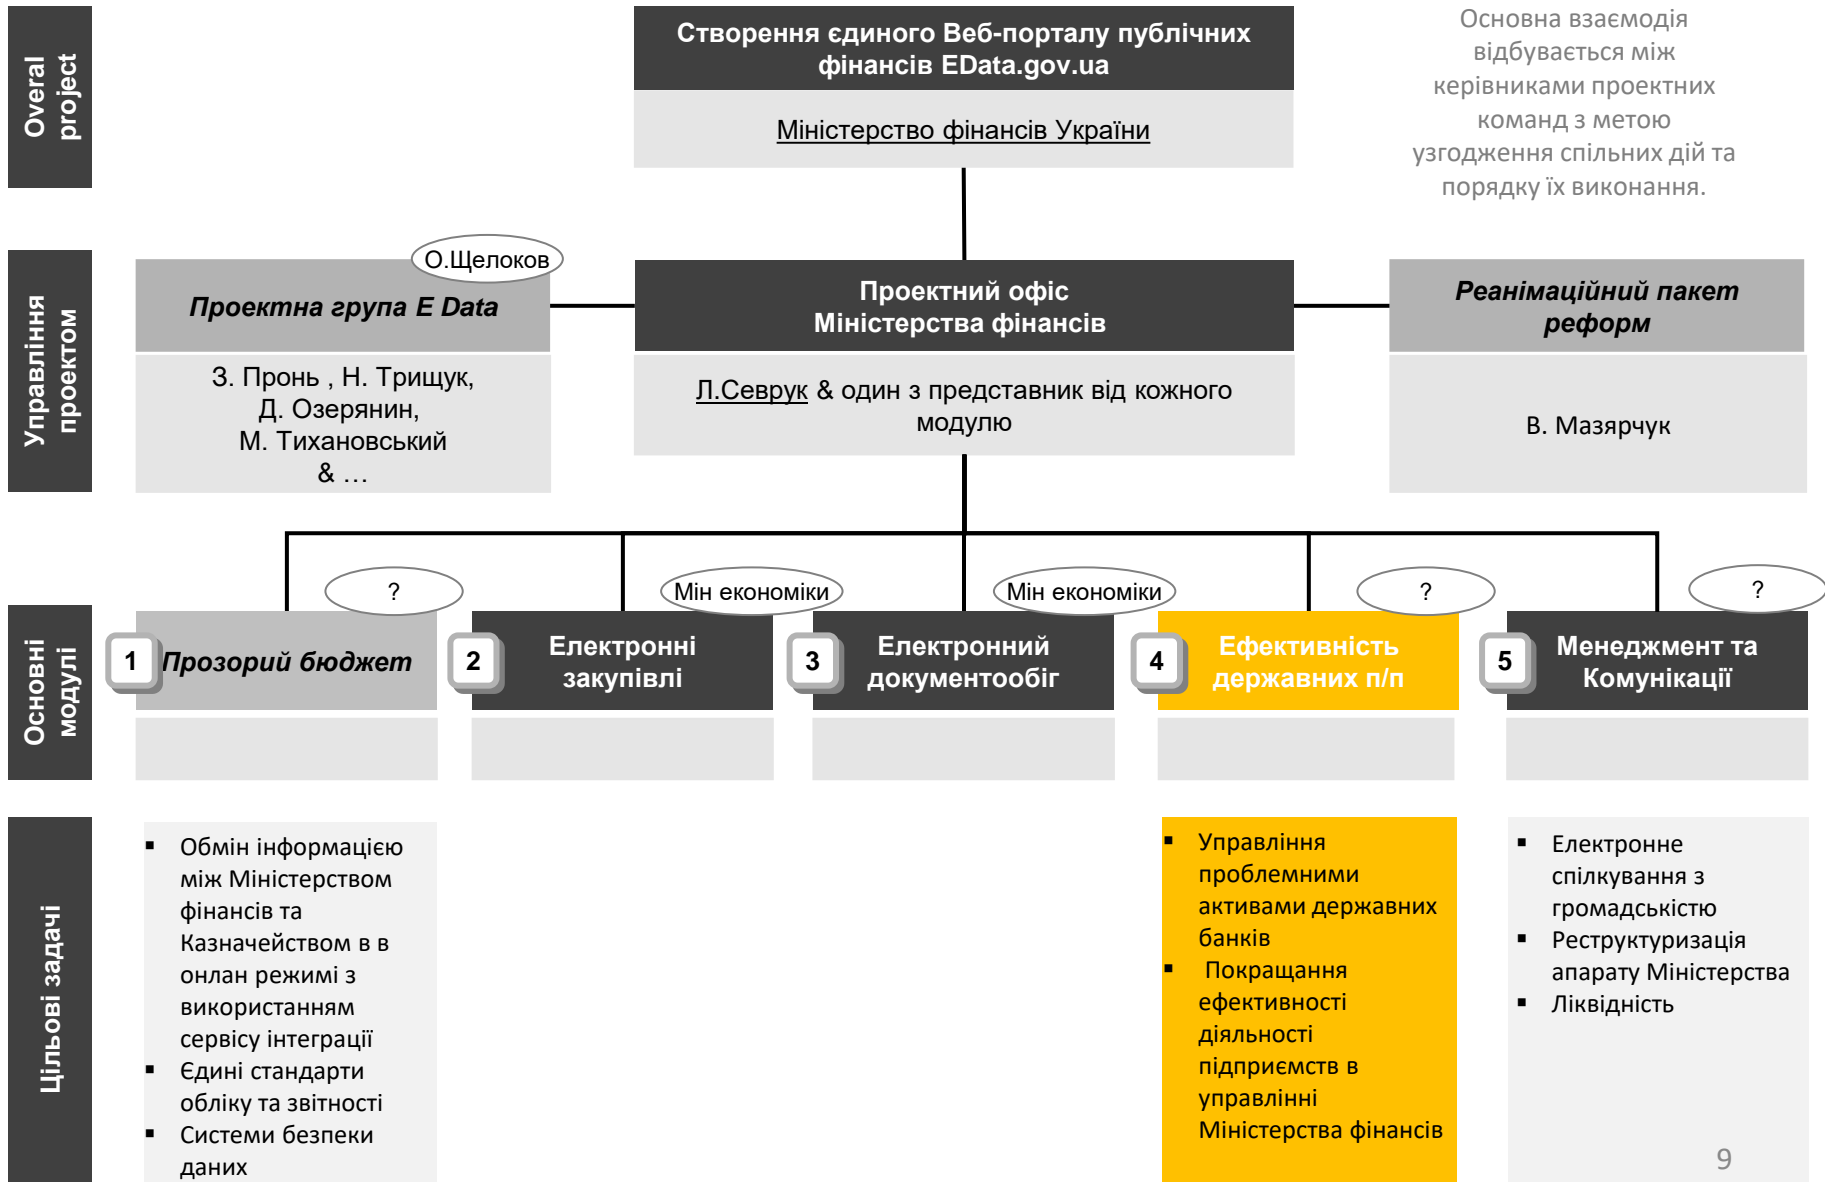 Overal
project
Створення єдиного Веб-порталу публічних
фінансів EData.gov.ua
Міністерство фінансів України
Основна взаємодія
відбувається між
керівниками проектних
команд з метою
узгодження спільних дій та
порядку їх виконання.
Управління
проектом
О.Щелоков
Проектна група E Data
З. Пронь , Н. Трищук,
Д. Озерянин,
М. Тихановський
& …
Проектний офіс
Міністерства фінансів
Л.Севрук & один з представник від кожного
модулю
Реанімаційний пакет
реформ
В. Мазярчук
Основні
модулі
?
1
Прозорий бюджет
Мін економіки
2
Електронні
закупівлі
Мін економіки
3
Електронний
документообіг
?
4
Ефективність
державних п/п
?
5
Менеджмент та
Комунікації
Цільові задачі
▪ Обмін інформацією
між Міністерством
фінансів та
Казначейством в в
онлан режимі з
використанням
сервісу інтеграції
▪ Єдині стандарти
обліку та звітності
▪ Системи безпеки
даних
▪ Управління
проблемними
активами державних
банків
▪ Покращання
ефективності
діяльності
підприємств в
управлінні
Міністерства фінансів
▪ Електронне
спілкування з
громадськістю
▪ Реструктуризація
апарату Міністерства
▪ Ліквідність
9